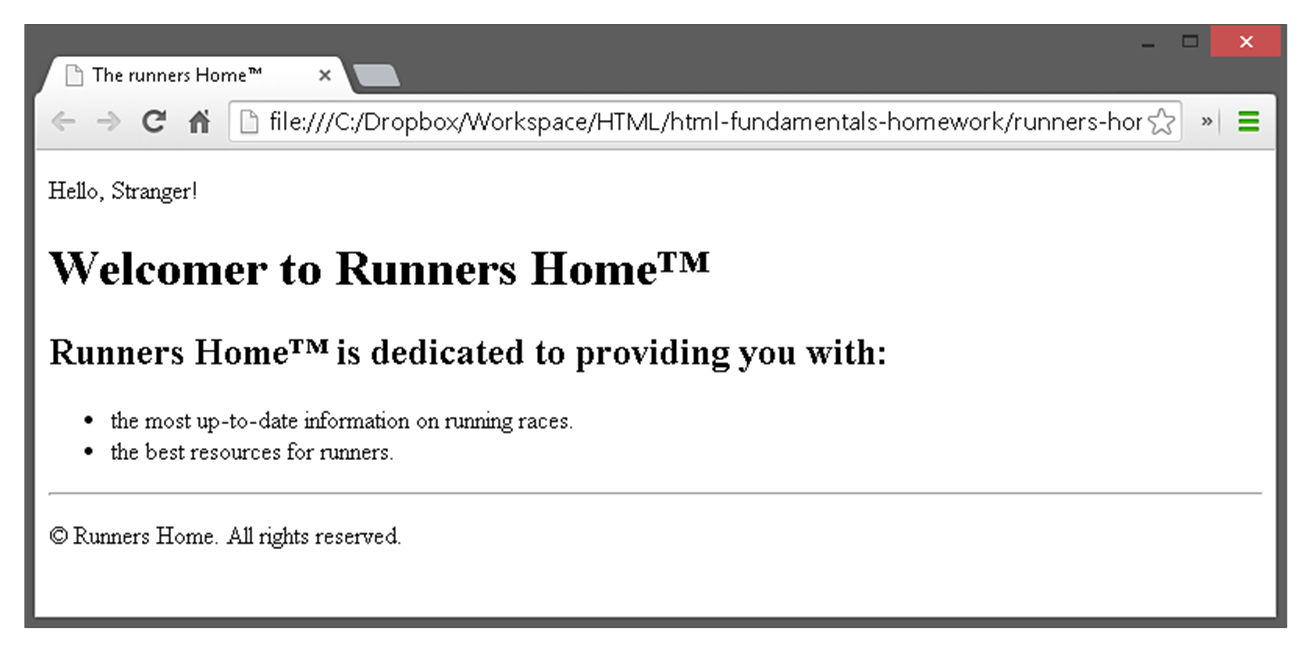 The runners Home™
file:///C:/Dropbox/Workspace/HTML/html-fundamentals-homework/runners-hor
Hello, Stranger!
Welcomer to Runners Home™
Runners Home™ is dedicated to providing you with:
• the most up-to-date information on running races.
• the best resources for runners.
© Runners Home. All rights reserved.